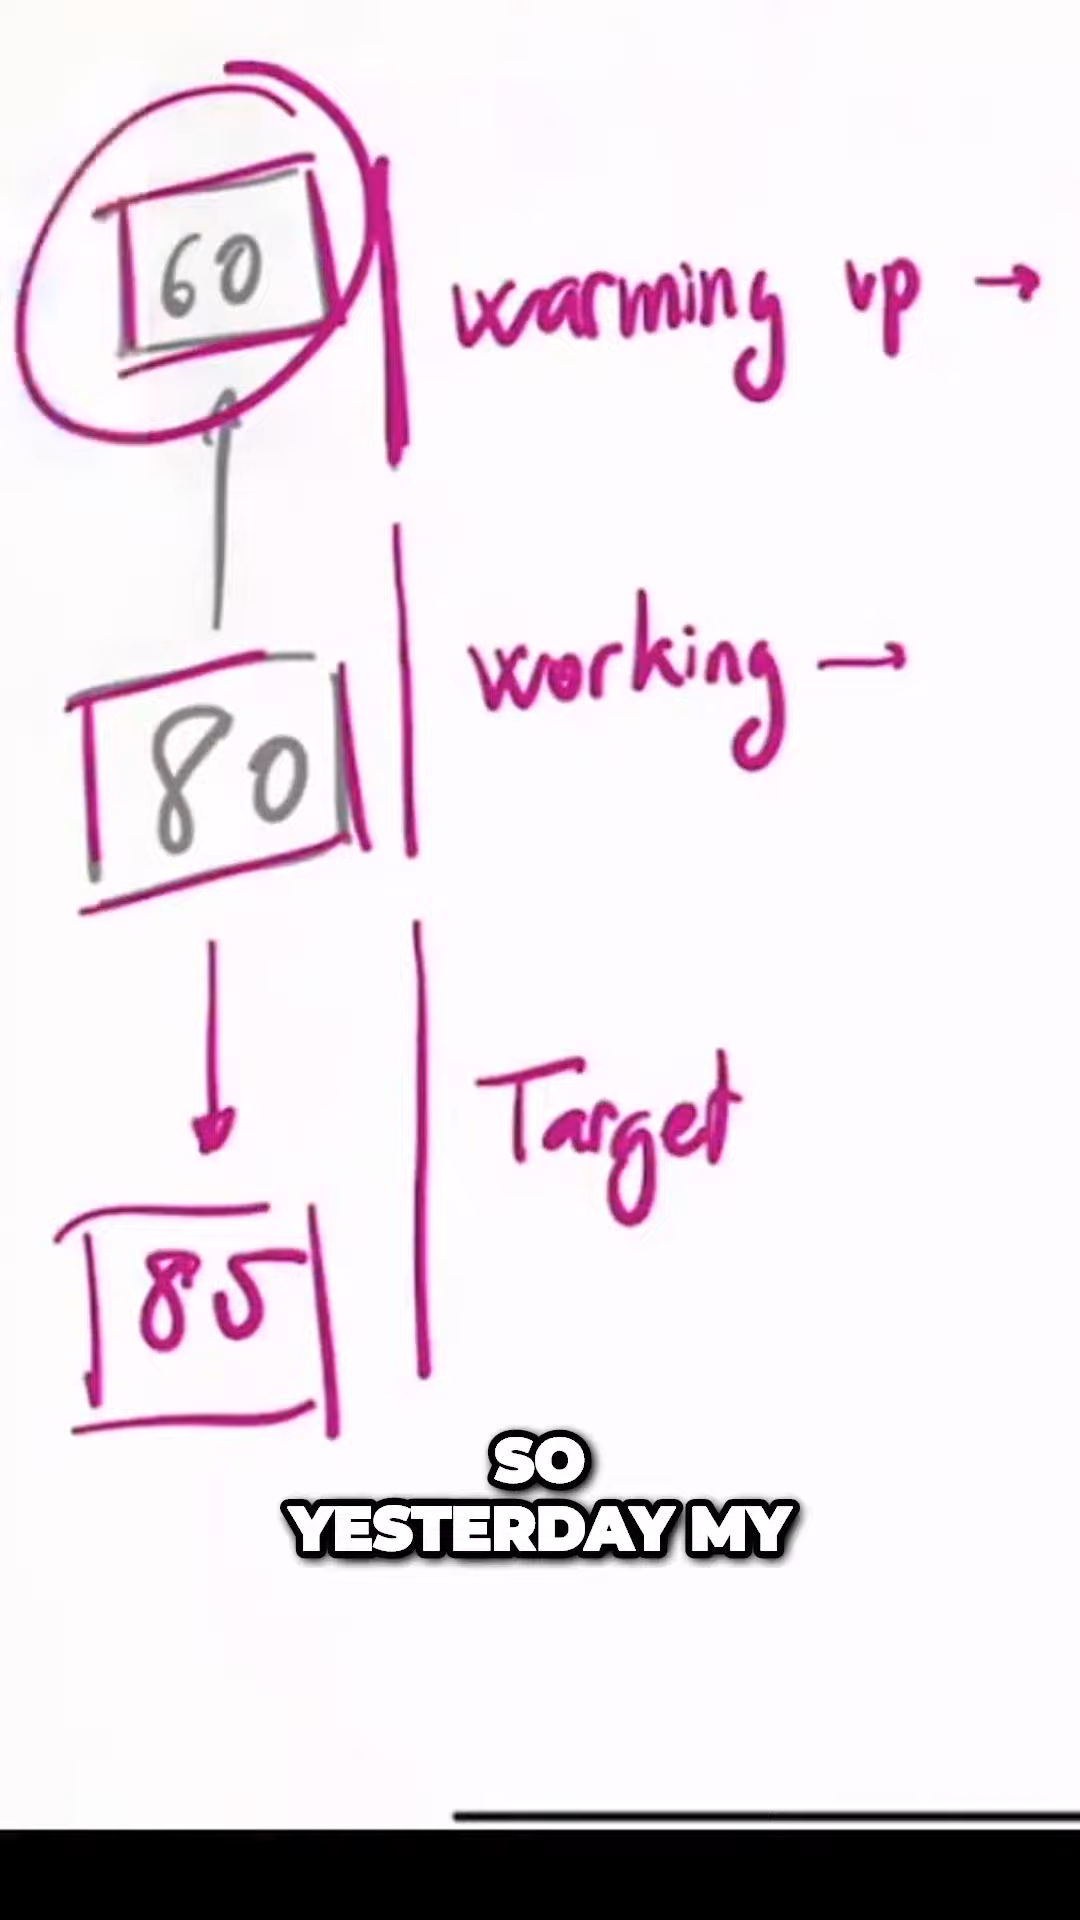 60
warming up →
80
working →
Target
85
SO
YESTERDAY MY